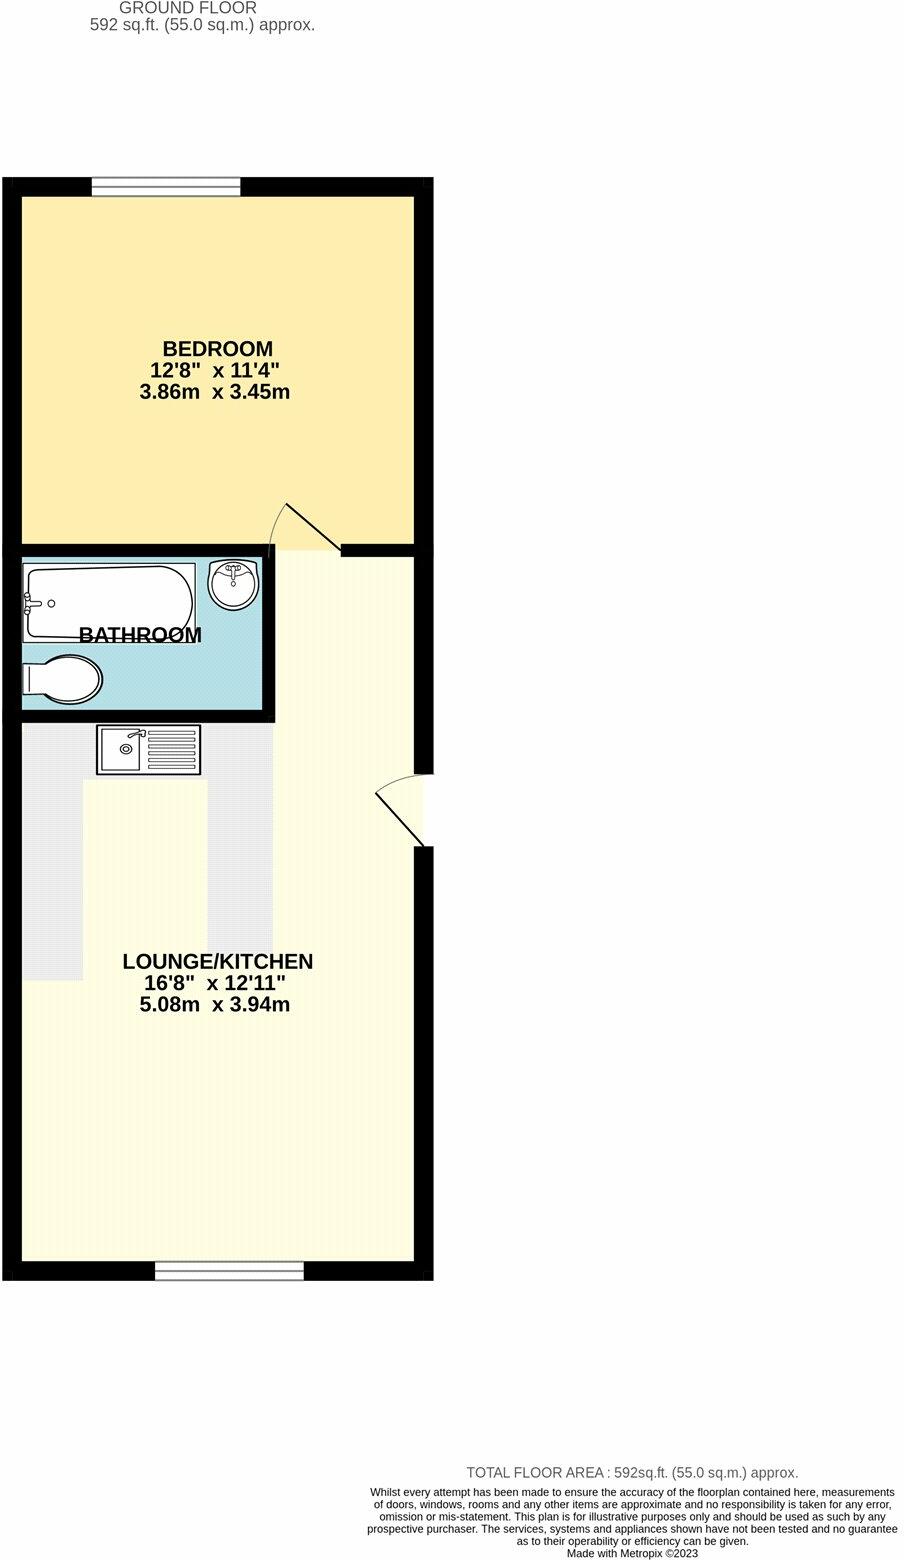 GROUND FLOOR
592 sq.ft. (55.0 sq.m.) approx.
BEDROOM
12'8" x 11'4"
3.86m x 3.45m
BATHROOM
LOUNGE/KITCHEN
16'8" x 12'11"
5.08m x 3.94m
TOTAL FLOOR AREA : 592sq.ft. (55.0 sq.m.) approx.
Whilst every attempt has been made to ensure the accuracy of the floorplan contained here, measurements
of doors, windows, rooms and any other items are approximate and no responsibility is taken for any error,
omission or mis-statement. This plan is for illustrative purposes only and should be used as such by any
prospective purchaser. The services, systems and appliances shown have not been tested and no guarantee
as to their operability or efficiency can be given.
Made with Metropix ©2023